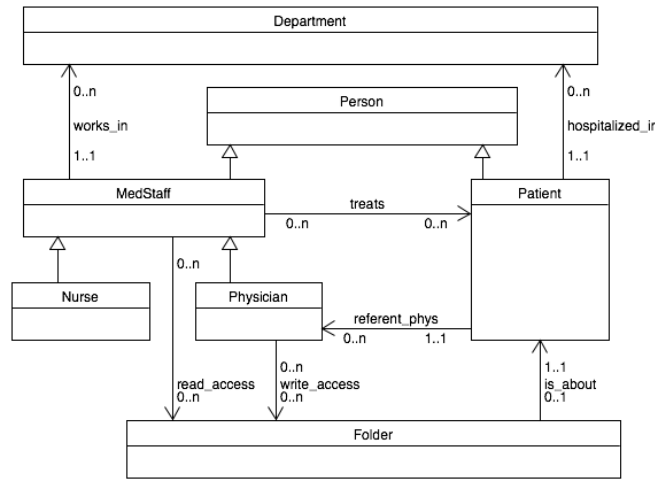 Department
0..n
0..n
Person
works_in
hospitalized_in
1..1
1..1
MedStaff
Patient
treats
0..n
0..n
0..n
Nurse
Physician
referent_phys
0..n
1..1
0..n
1..1
read_access
write_access
is_about
0..n
0..n
0..1
Folder